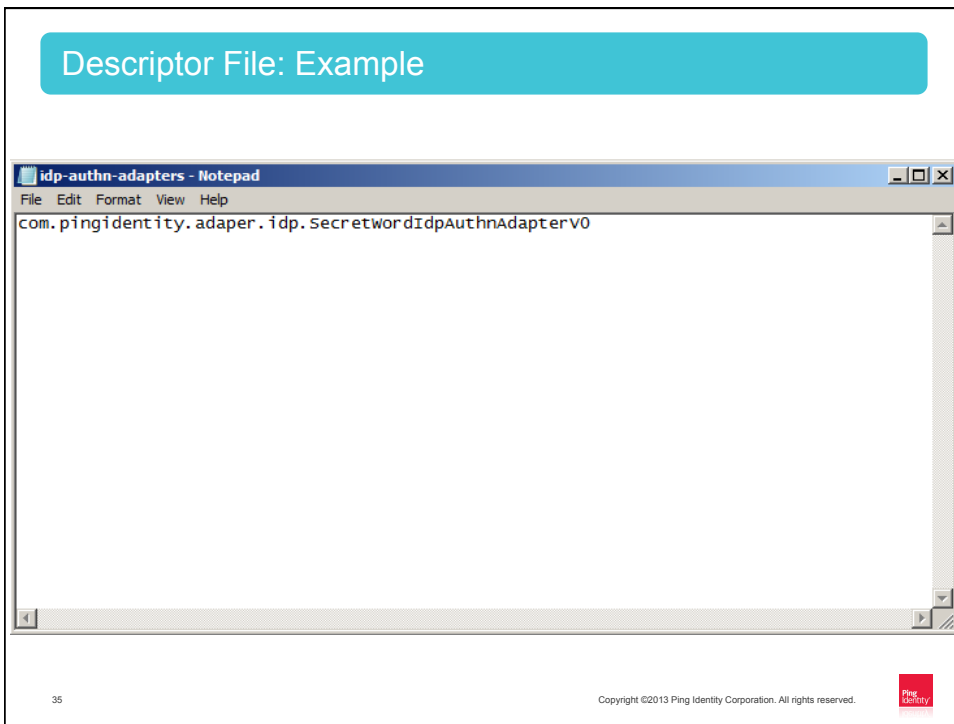 Descriptor File: Example
idp-authn-adapters - Notepad
File Edit Format View Help
com.pingidentity.adaper.idp.SecretWordIdpAuthnAdapterV0
35
Copyright ©2013 Ping Identity Corporation. All rights reserved.
Ping
Identity